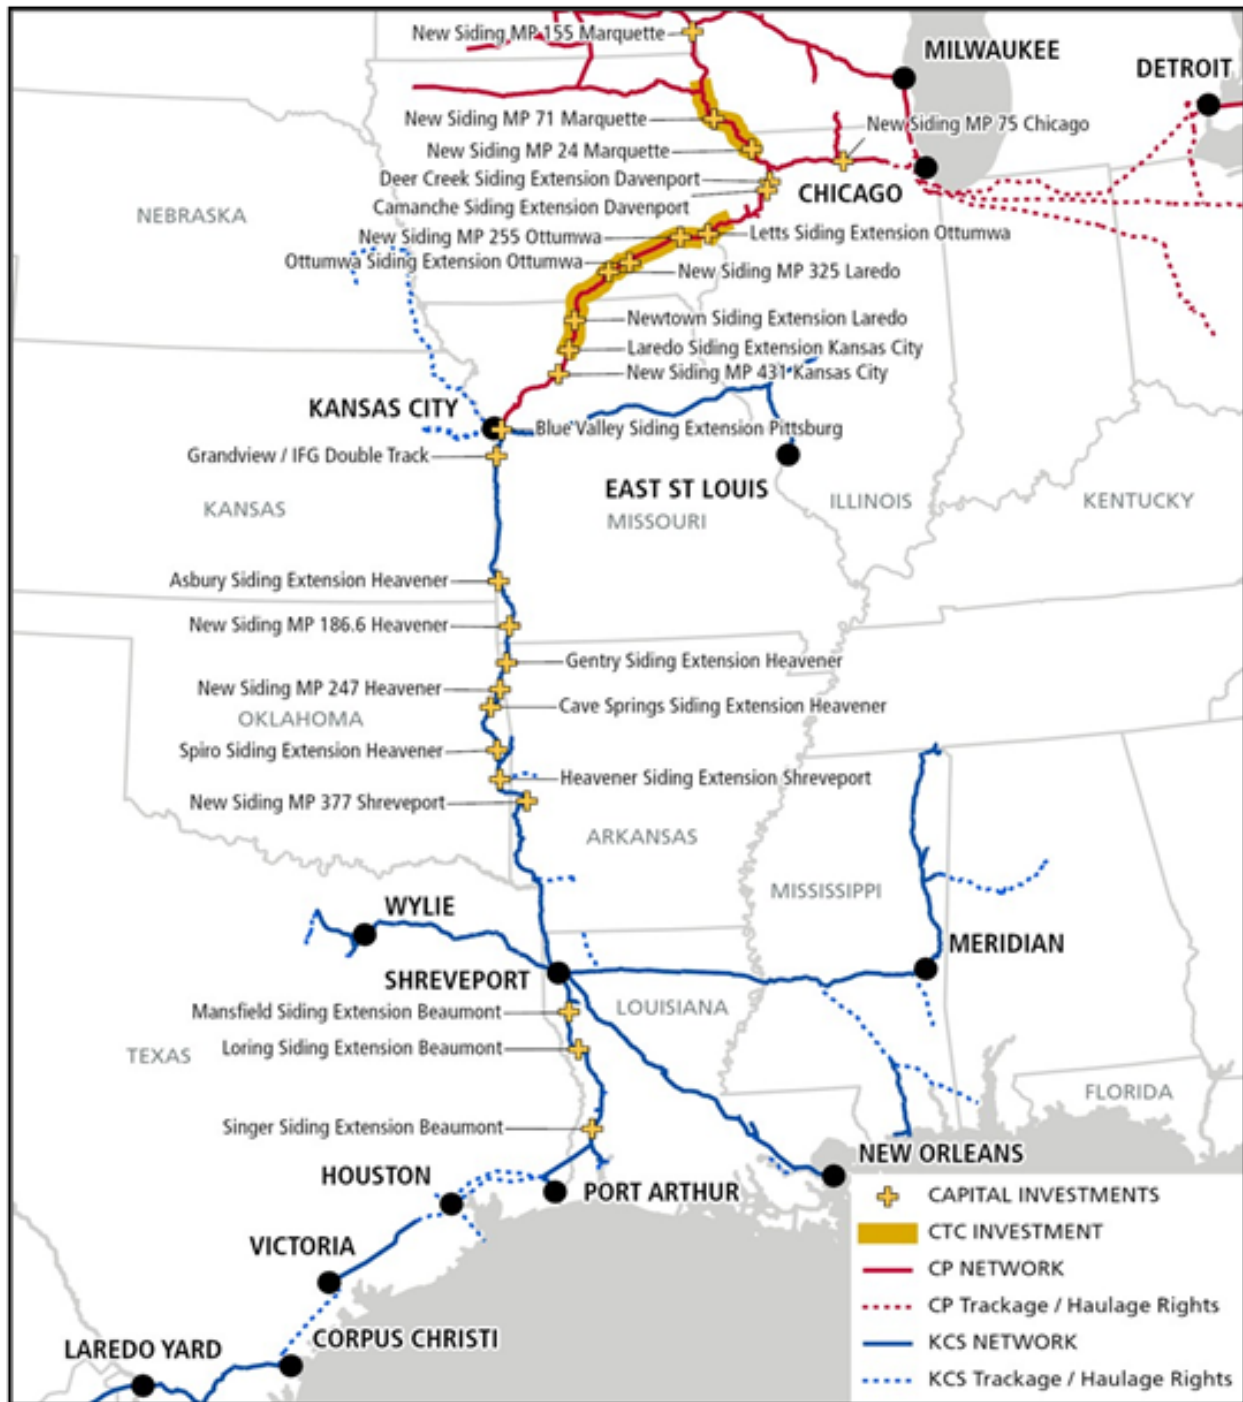 New Siding MP 155 Marquette
MILWAUKEE
DETROIT
New Siding MP 71 Marquette
New Siding MP 75 Chicago
New Siding MP 24 Marquette
Deer Creek Siding Extension Davenport
CHICAGO
Camanche Siding Extension Davenport
NEBRASKA
New Siding MP 255 Ottumwa
Letts Siding Extension Ottumwa
Ottumwa Siding Extension Ottumwa
New Siding MP 325 Laredo
Newtown Siding Extension Laredo
Laredo Siding Extension Kansas City
New Siding MP 431 Kansas City
KANSAS CITY
Blue Valley Siding Extension Pittsburg
Grandview / IFG Double Track
EAST ST LOUIS
ILLINOIS
KENTUCKY
KANSAS
MISSOURI
Asbury Siding Extension Heavener
New Siding MP 186.6 Heavener
Gentry Siding Extension Heavener
New Siding MP 247 Heavener
Cave Springs Siding Extension Heavener
OKLAHOMA
Spiro Siding Extension Heavener
Heavener Siding Extension Shreveport
New Siding MP 377 Shreveport
ARKANSAS
MISSISSIPPI
WYLIE
MERIDIAN
SHREVEPORT
LOUISIANA
Mansfield Siding Extension Beaumont
TEXAS
Loring Siding Extension Beaumont
FLORIDA
Singer Siding Extension Beaumont
NEW ORLEANS
HOUSTON
PORT ARTHUR
VICTORIA
CORPUS CHRISTI
LAREDO YARD
CAPITAL INVESTMENTS
CTC INVESTMENT
CP NETWORK
CP Trackage / Haulage Rights
KCS NETWORK
KCS Trackage / Haulage Rights